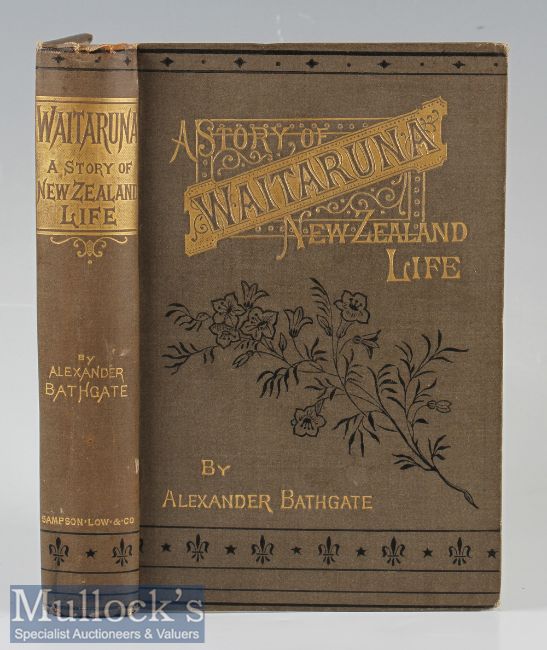 WAITARUNA
A STORY OF
NEW ZEALAND
LIFE
BY
ALEXANDER
BATHGATE
SAMPSON·LOW·&·CO
A STORY OF
WAITARUNA
NEW·ZEALAND
LIFE
BY
ALEXANDER BATHGATE
Mullock's
Specialist Auctioneers & Valuers